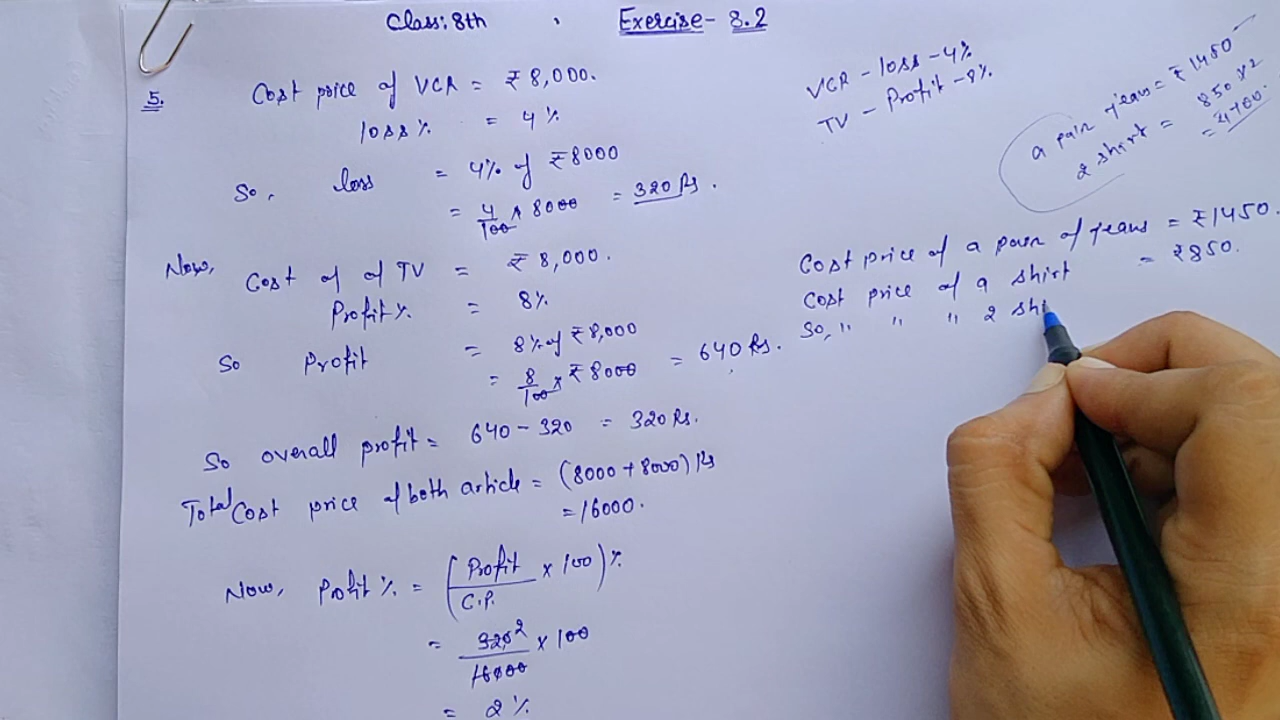 Class: 8th , Exercise- 8.2
5. Cost price of VCR = ₹ 8,000.
loss % = 4 %
So, loss = 4% of ₹8000
= 4/100 × 8000 = 320 Rs.
Now, Cost of of TV = ₹ 8,000.
Profit % = 8%
So Profit = 8% of ₹8,000
= 8/100 × ₹8000 = 640 Rs.
So overall profit = 640 - 320 = 320 Rs.
Total Cost price of both article = (8000 + 8000) Rs
= 16000.
Now, Profit % = (Profit/C.P. × 100) %
= 320 2/16000 × 100
= 2 %
VCR - loss - 4%
TV - Profit - 8%
a pair jeans = ₹1450
2 shirt = 850 × 2
= 1700.
Cost price of a pair of jeans = ₹1450.
Cost price of a shirt = ₹850.
So, " " " 2 shi